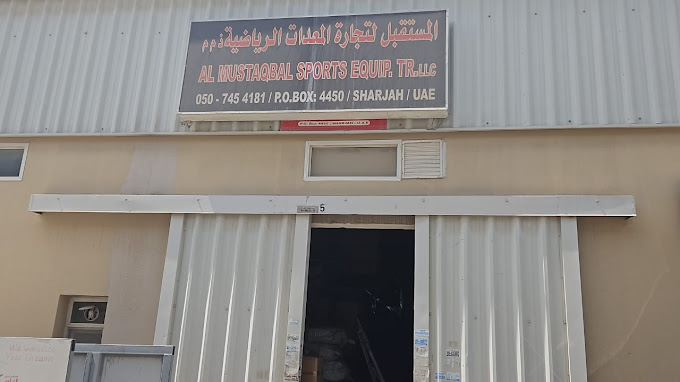 المستقبل لتجارة المعدات الرياضية ذ م م
AL MUSTAQBAL SPORTS EQUIP. TR.LLC
050 - 745 4181 / P.O.BOX: 4450 / SHARJAH / UAE
5